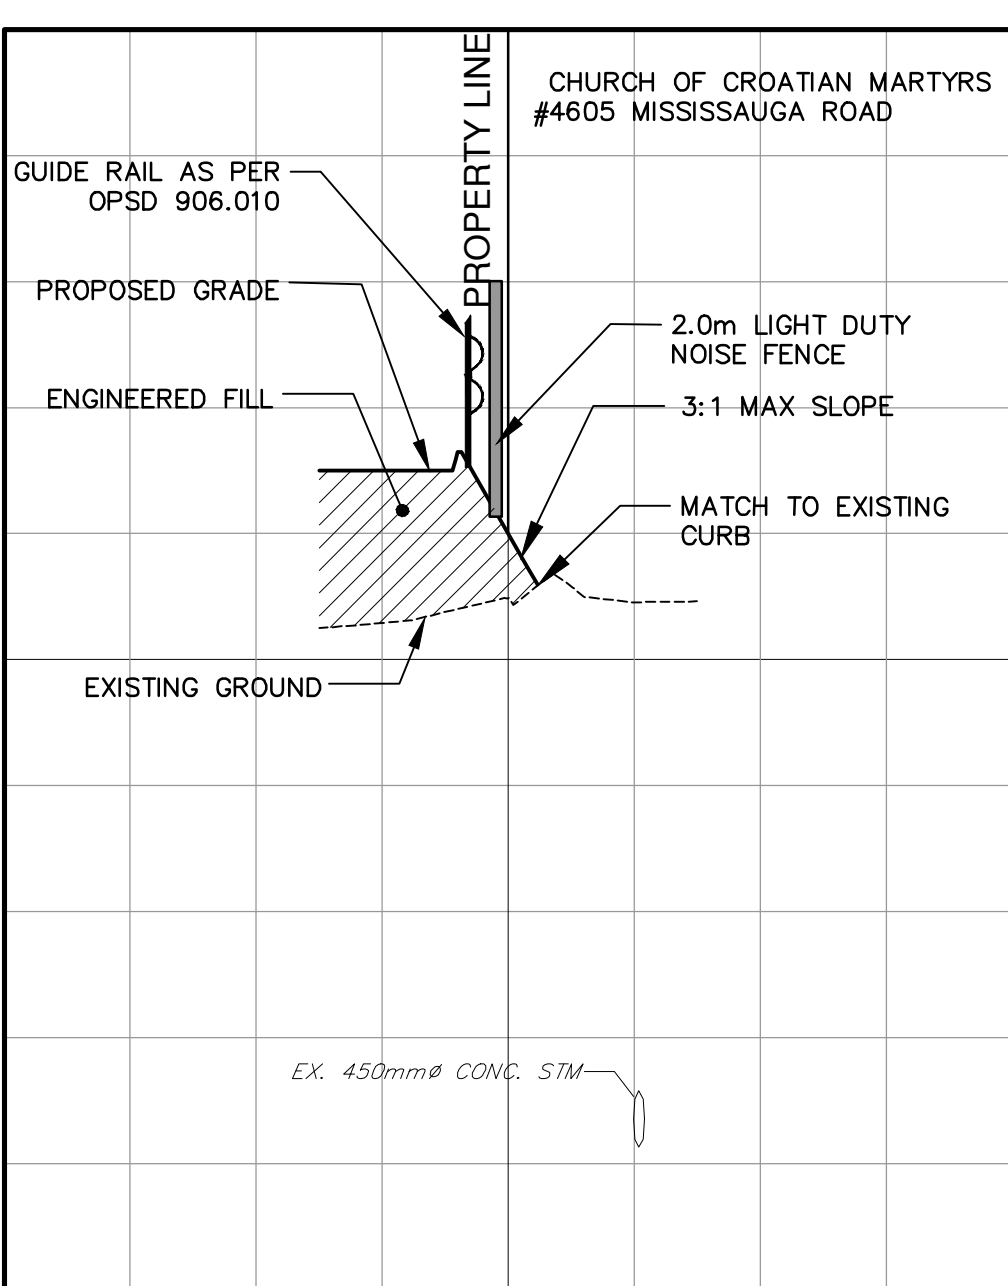 PROPERTY LINE
CHURCH OF CROATIAN MARTYRS
#4605 MISSISSAUGA ROAD
GUIDE RAIL AS PER
OPSD 906.010
PROPOSED GRADE
ENGINEERED FILL
2.0m LIGHT DUTY
NOISE FENCE
3:1 MAX SLOPE
MATCH TO EXISTING
CURB
EXISTING GROUND
EX. 450mmø CONC. STM